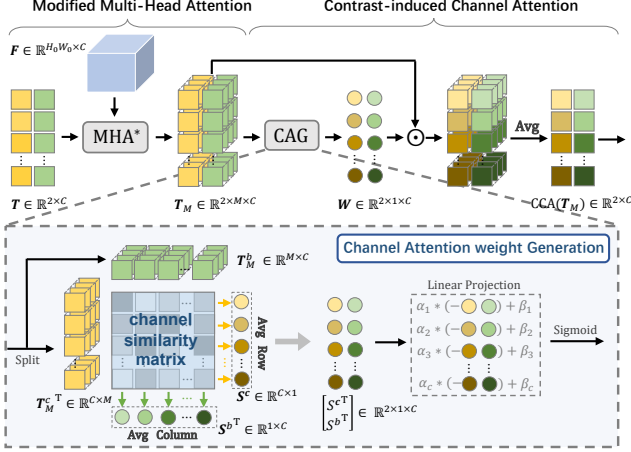 Modified Multi-Head Attention
Contrast-induced Channel Attention
F ∈ ℝ^{H₀W₀×C}
MHA*
CAG
Avg
T ∈ ℝ^{2×C}
T_M ∈ ℝ^{2×M×C}
W ∈ ℝ^{2×1×C}
CCA(T_M) ∈ ℝ^{2×C}
T_M^b ∈ ℝ^{M×C}
Channel Attention weight Generation
Split
channel
similarity
matrix
Avg Row
Linear Projection
α₁ * (− ) + β₁
α₂ * (− ) + β₂
α₃ * (− ) + β₃
α_c * (− ) + β_c
Sigmoid
T_M^{c T} ∈ ℝ^{C×M}
S^c ∈ ℝ^{C×1}
Avg Column
S^{b T} ∈ ℝ^{1×C}
[S^{c T}
S^{b T}] ∈ ℝ^{2×1×C}